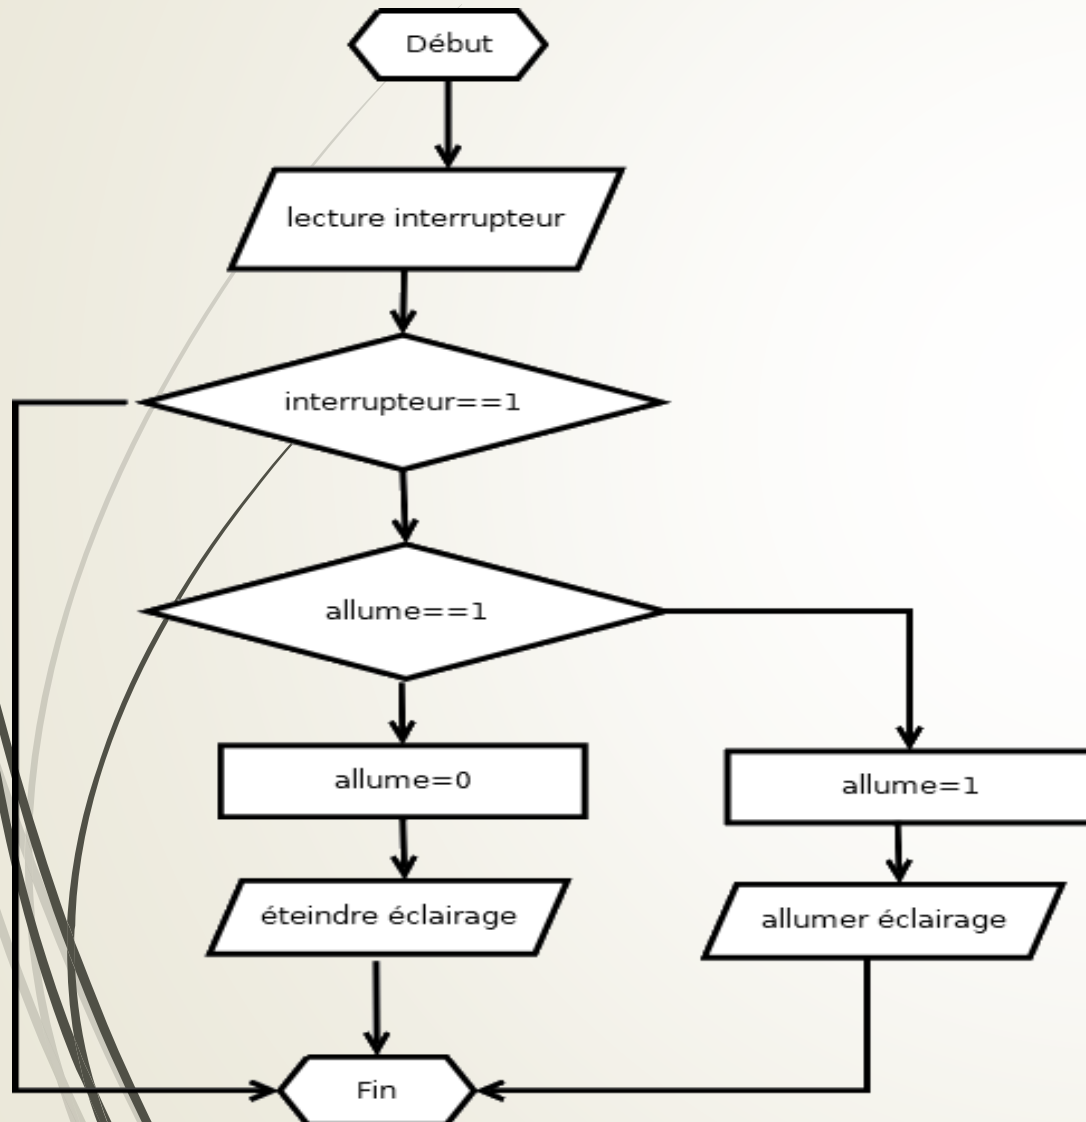 Début
lecture interrupteur
interrupteur==1
allume==1
allume=0
allume=1
éteindre éclairage
allumer éclairage
Fin